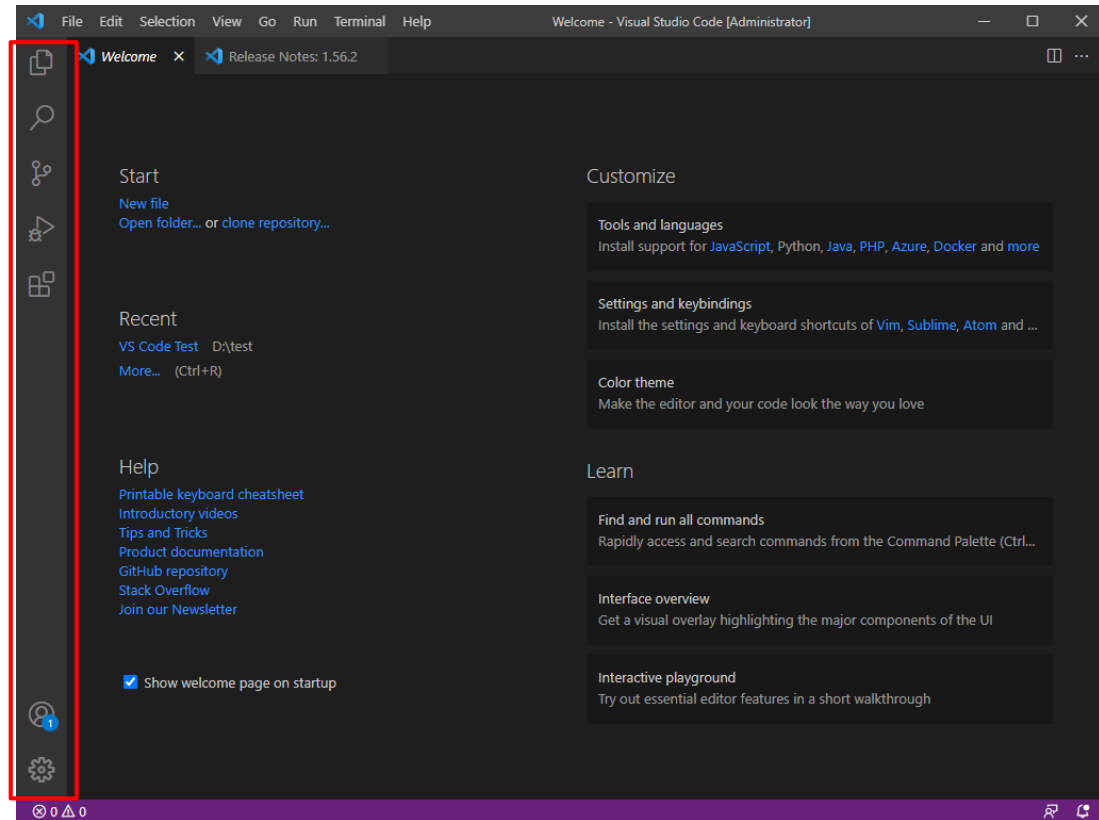 File Edit Selection View Go Run Terminal Help Welcome - Visual Studio Code [Administrator]
Welcome Release Notes: 1.56.2
Start
New file
Open folder... or clone repository...
Recent
VS Code Test D:\test
More... (Ctrl+R)
Help
Printable keyboard cheatsheet
Introductory videos
Tips and Tricks
Product documentation
GitHub repository
Stack Overflow
Join our Newsletter
Show welcome page on startup
Customize
Tools and languages
Install support for JavaScript, Python, Java, PHP, Azure, Docker and more
Settings and keybindings
Install the settings and keyboard shortcuts of Vim, Sublime, Atom and ...
Color theme
Make the editor and your code look the way you love
Learn
Find and run all commands
Rapidly access and search commands from the Command Palette (Ctrl...
Interface overview
Get a visual overlay highlighting the major components of the UI
Interactive playground
Try out essential editor features in a short walkthrough
1
0 0